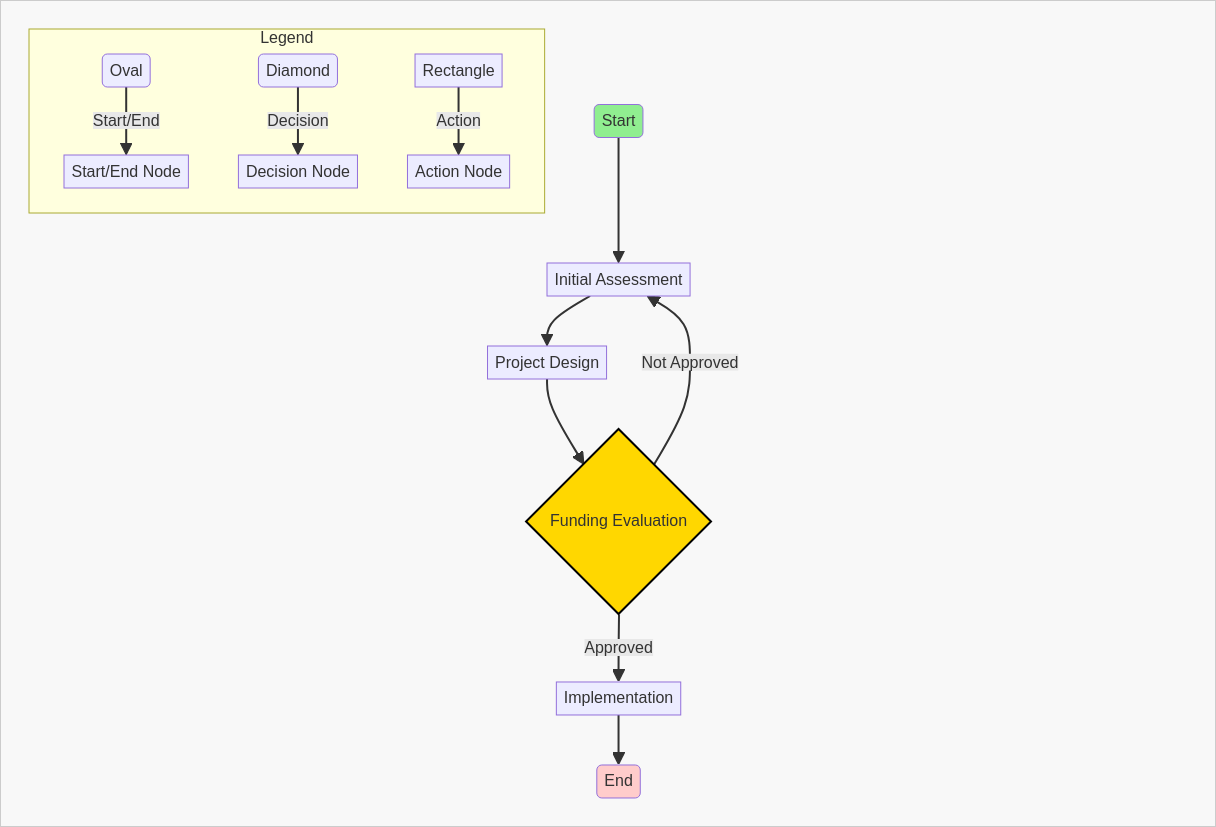 Legend
Oval
Diamond
Rectangle
Start/End
Decision
Action
Start/End Node
Decision Node
Action Node
Start
Initial Assessment
Project Design
Not Approved
Funding Evaluation
Approved
Implementation
End